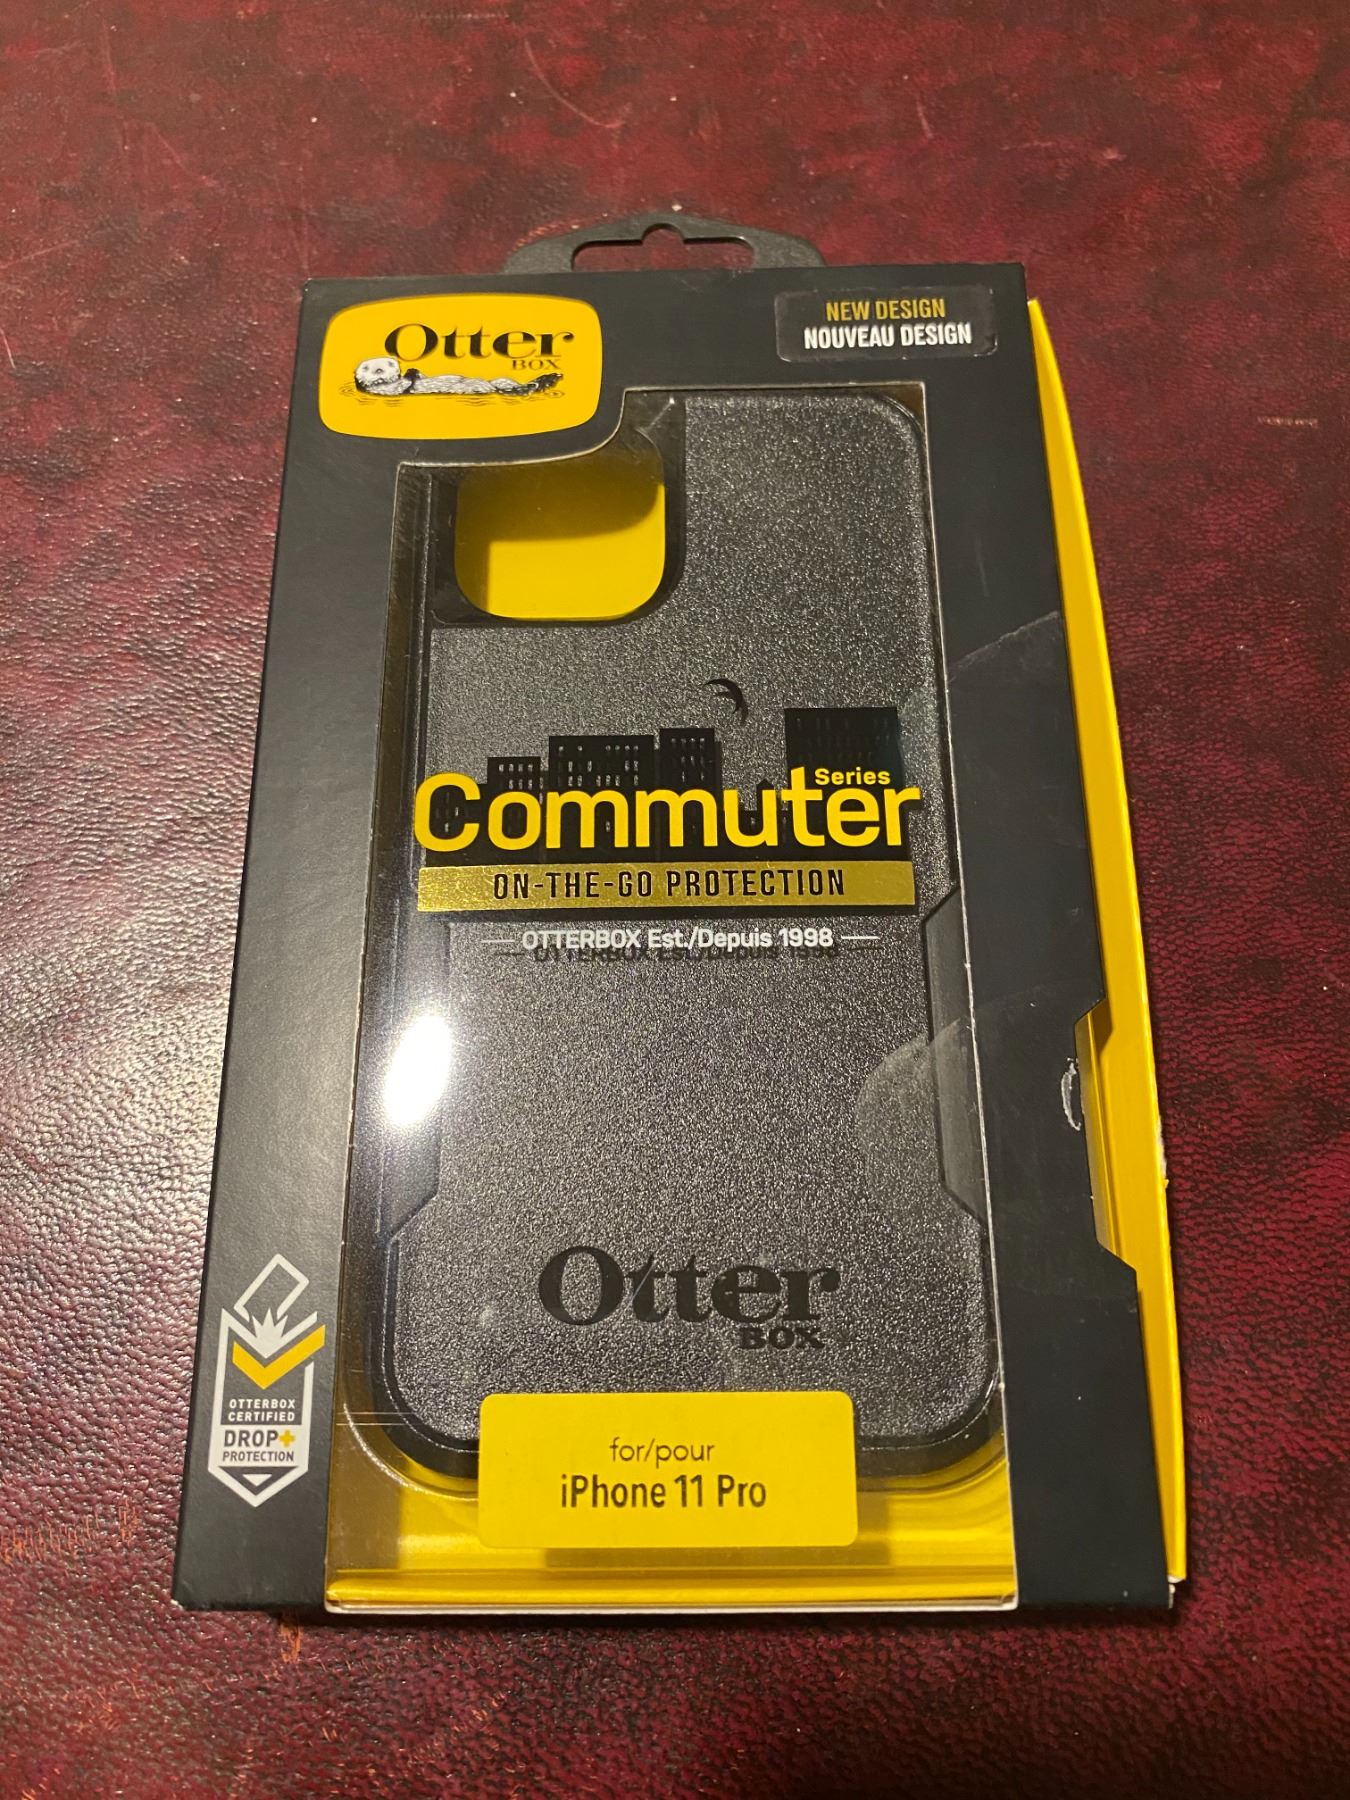 Otter
BOX
NEW DESIGN
NOUVEAU DESIGN
Series
Commuter
ON-THE-GO PROTECTION
OTTERBOX Est./Depuis 1998
Otter
BOX
OTTERBOX
CERTIFIED
DROP+
PROTECTION
for/pour
iPhone 11 Pro